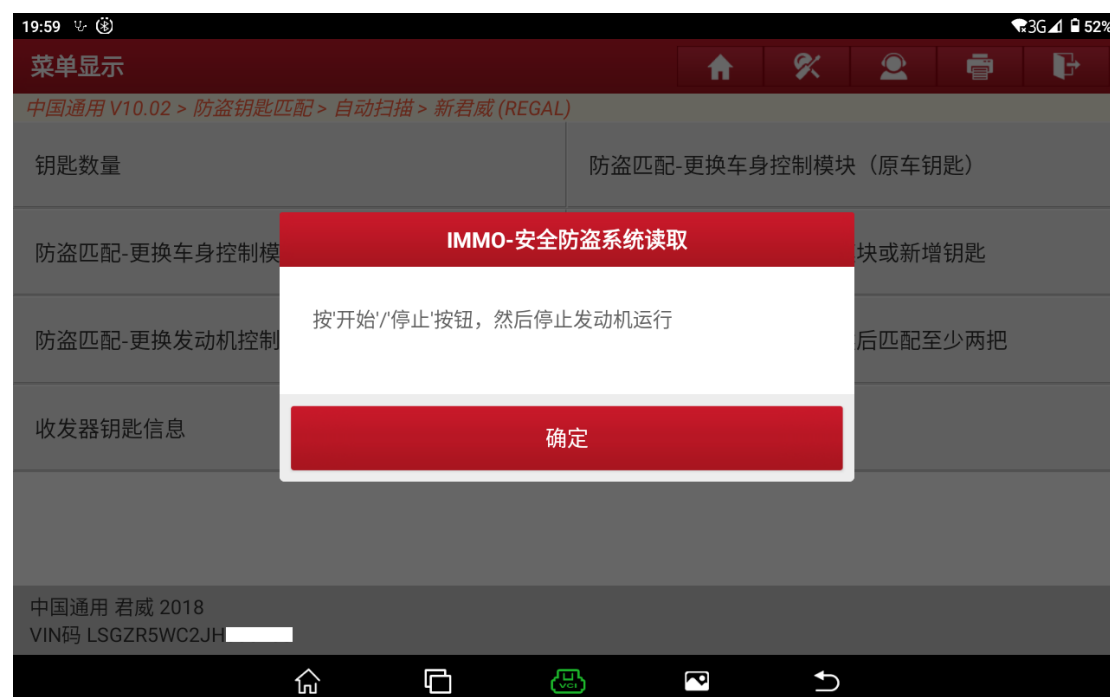 19:59
3G 52%
菜单显示
中国通用 V10.02 > 防盗钥匙匹配 > 自动扫描 > 新君威 (REGAL)
钥匙数量
防盗匹配-更换车身控制模块（原车钥匙）
防盗匹配-更换车身控制模
块或新增钥匙
IMMO-安全防盗系统读取
按'开始'/'停止'按钮，然后停止发动机运行
防盗匹配-更换发动机控制
后匹配至少两把
收发器钥匙信息
确定
中国通用 君威 2018
VIN码 LSGZR5WC2JH
VCI